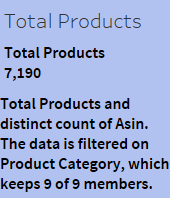 Total Products
Total Products
7,190
Total Products and
distinct count of Asin.
The data is filtered on
Product Category, which
keeps 9 of 9 members.